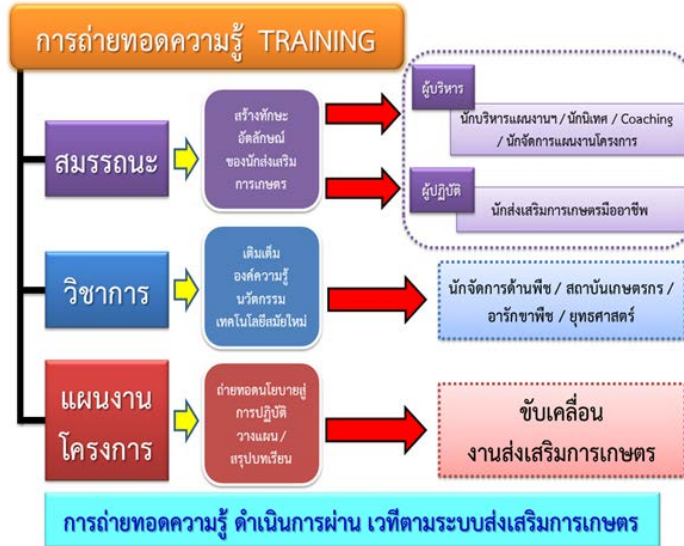 การถ่ายทอดความรู้ TRAINING
สมรรถนะ
สร้างทักษะ
อัตลักษณ์
ของนักส่งเสริม
การเกษตร
ผู้บริหาร
นักบริหารแผนงานฯ / นักนิเทศ / Coaching
/ นักจัดการแผนงานโครงการ
ผู้ปฏิบัติ
นักส่งเสริมการเกษตรมืออาชีพ
วิชาการ
เติมเต็ม
องค์ความรู้
นวัตกรรม
เทคโนโลยีสมัยใหม่
นักจัดการด้านพืช / สถาบันเกษตรกร /
อารักขาพืช / ยุทธศาสตร์
แผนงาน
โครงการ
ถ่ายทอดนโยบายสู่
การปฏิบัติ
วางแผน /
สรุปบทเรียน
ขับเคลื่อน
งานส่งเสริมการเกษตร
การถ่ายทอดความรู้ ดำเนินการผ่าน เวทีตามระบบส่งเสริมการเกษตร